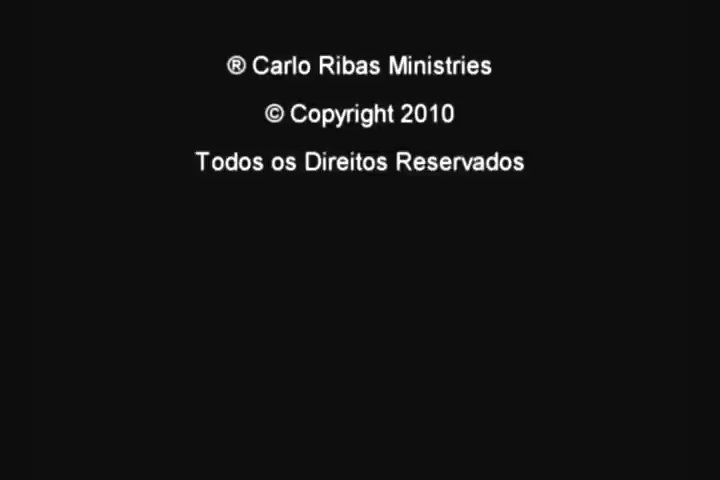 ® Carlo Ribas Ministries
© Copyright 2010
Todos os Direitos Reservados